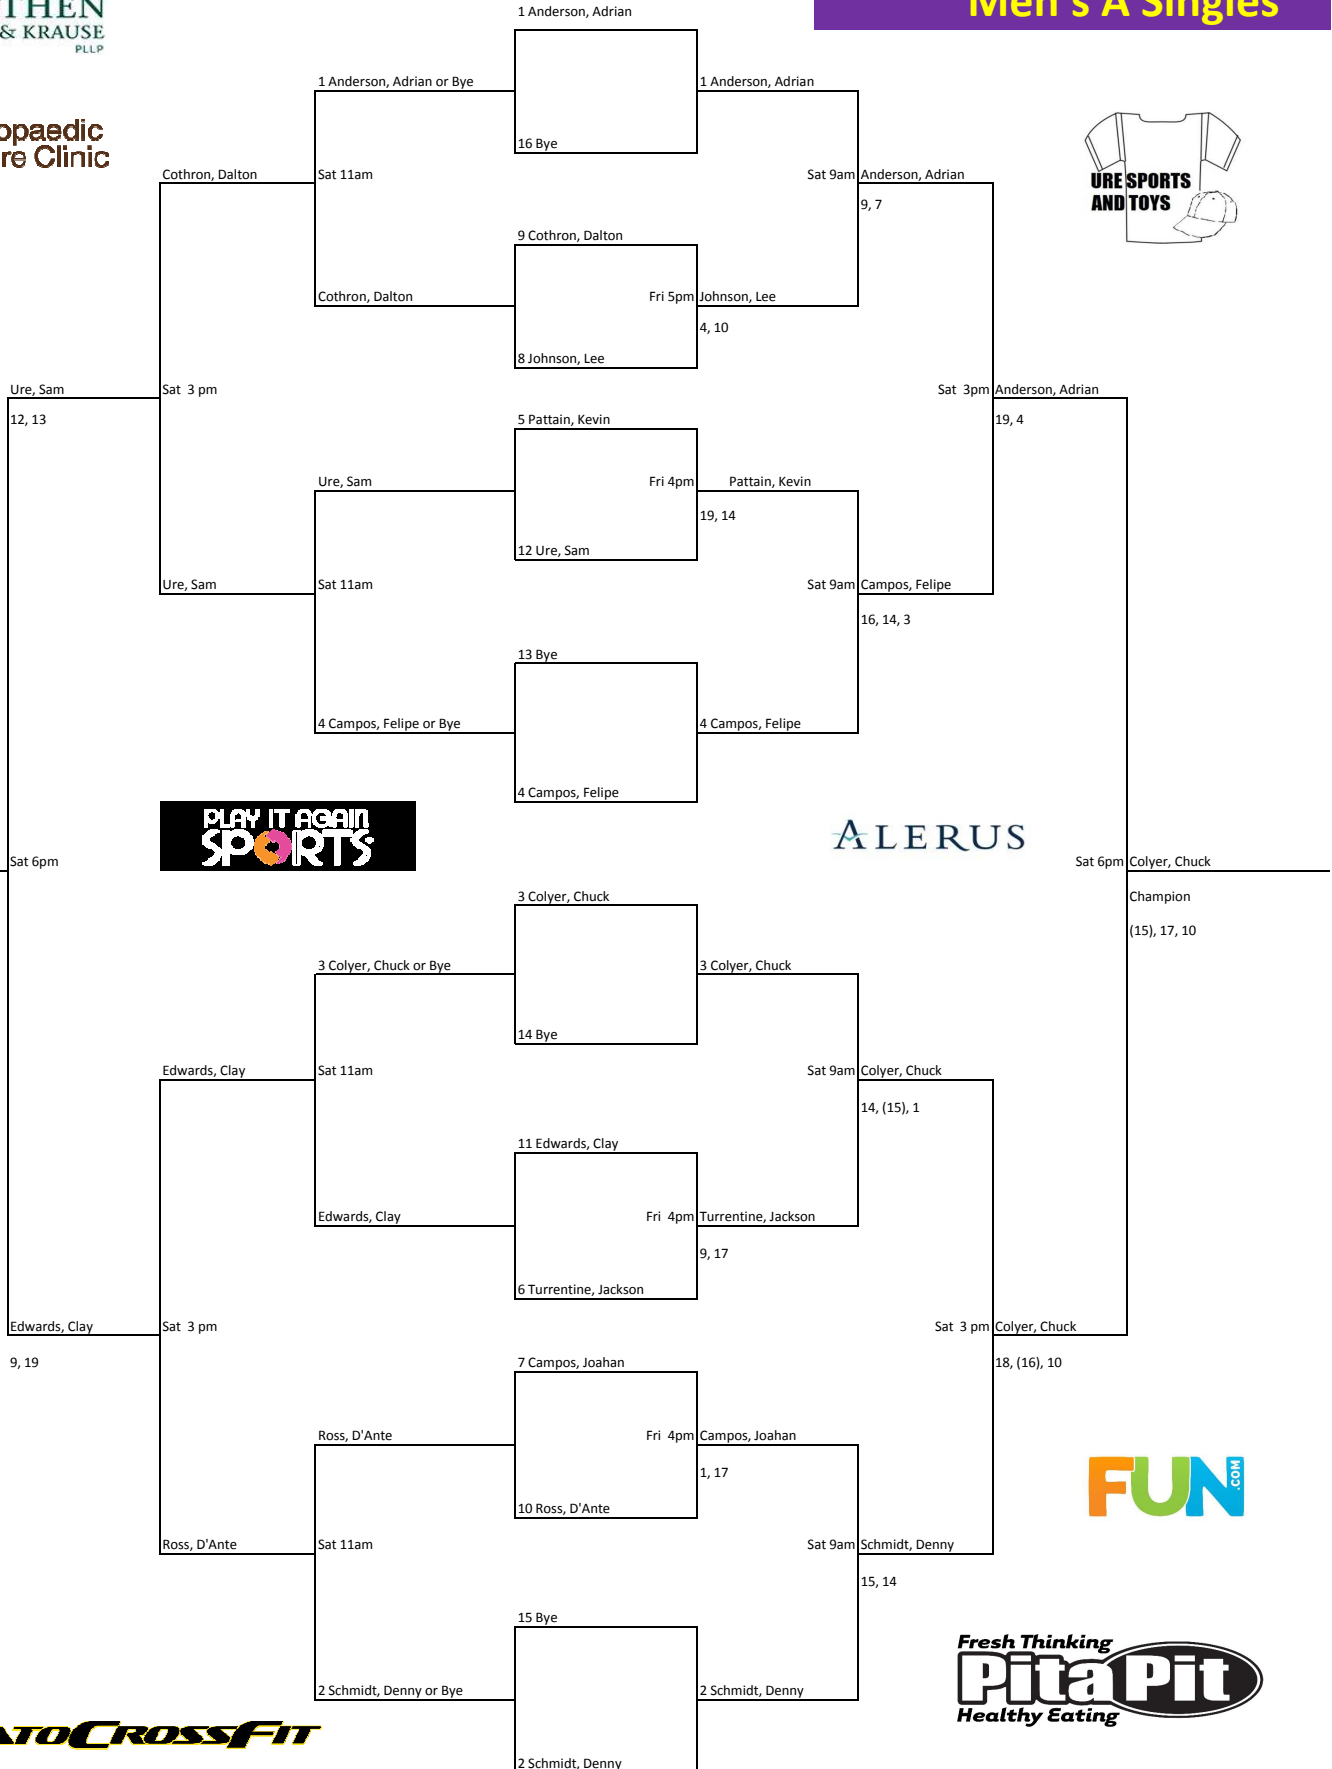 THEN
& KRAUSE
PLLP
Men's A Singles
1 Anderson, Adrian
1 Anderson, Adrian or Bye
1 Anderson, Adrian
opaedic
re Clinic
16 Bye
Cothron, Dalton
Sat 11am
Sat 9am
Anderson, Adrian
URE SPORTS
AND TOYS
9, 7
9 Cothron, Dalton
Cothron, Dalton
Fri 5pm
Johnson, Lee
4, 10
8 Johnson, Lee
Ure, Sam
Sat 3 pm
Sat 3pm
Anderson, Adrian
12, 13
5 Pattain, Kevin
19, 4
Ure, Sam
Fri 4pm
Pattain, Kevin
19, 14
12 Ure, Sam
Ure, Sam
Sat 11am
Sat 9am
Campos, Felipe
16, 14, 3
13 Bye
4 Campos, Felipe or Bye
4 Campos, Felipe
4 Campos, Felipe
PLAY IT AGAIN
SPORTS
ALERUS
Sat 6pm
Sat 6pm
Colyer, Chuck
3 Colyer, Chuck
Champion
(15), 17, 10
3 Colyer, Chuck or Bye
3 Colyer, Chuck
14 Bye
Edwards, Clay
Sat 11am
Sat 9am
Colyer, Chuck
14, (15), 1
11 Edwards, Clay
Edwards, Clay
Fri 4pm
Turrentine, Jackson
9, 17
6 Turrentine, Jackson
Edwards, Clay
Sat 3 pm
Sat 3 pm
Colyer, Chuck
9, 19
7 Campos, Joahan
18, (16), 10
Ross, D'Ante
Fri 4pm
Campos, Joahan
1, 17
FUN
.COM
10 Ross, D'Ante
Ross, D'Ante
Sat 11am
Sat 9am
Schmidt, Denny
15, 14
15 Bye
Fresh Thinking
Pita Pit
Healthy Eating
2 Schmidt, Denny or Bye
2 Schmidt, Denny
ATOCROSSFIT
2 Schmidt, Denny